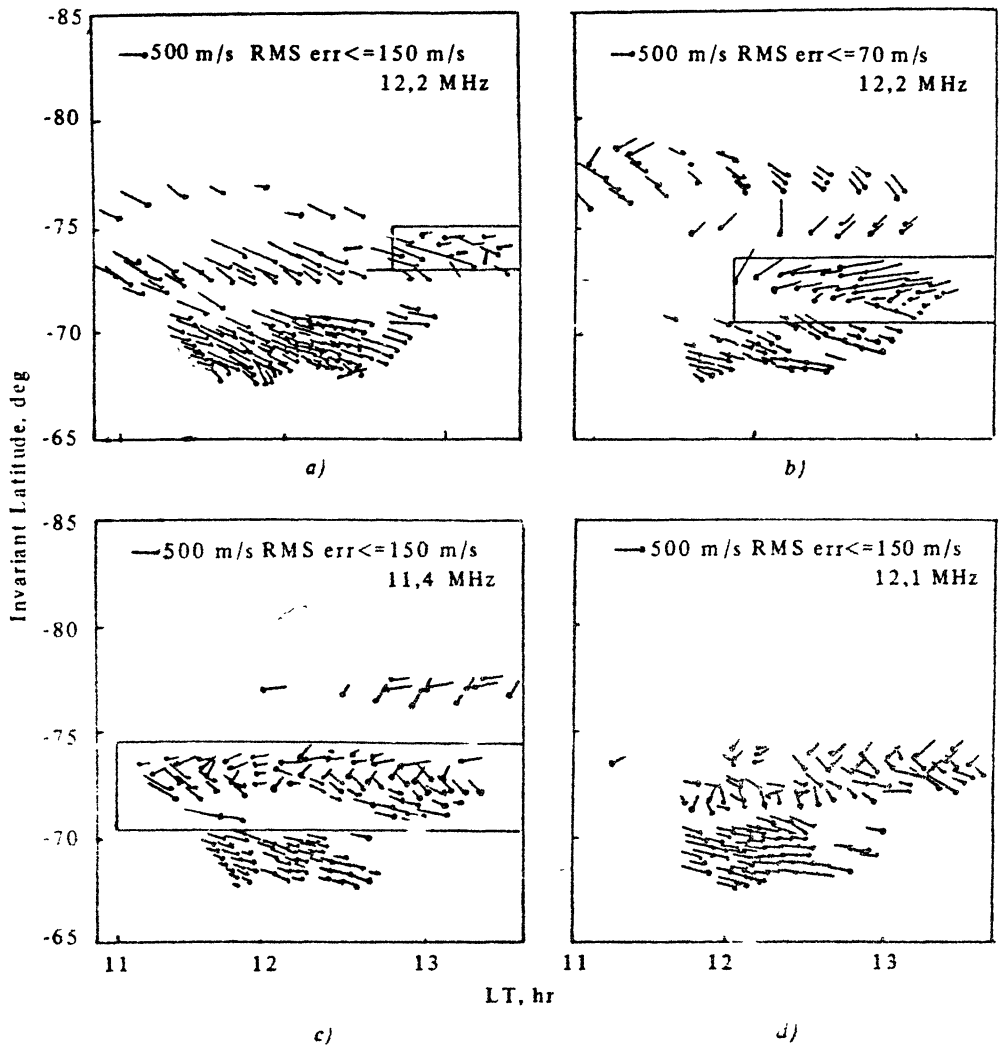 -85
-80
-75
-70
-65
500 m/s RMS err<=150 m/s
12,2 MHz
a)
500 m/s RMS err<=70 m/s
12,2 MHz
b)
Invariant Latitude, deg
-85
-80
-75
-70
-65
500 m/s RMS err<=150 m/s
11,4 MHz
500 m/s RMS err<=150 m/s
12,1 MHz
11 12 13
11 12 13
LT, hr
c)
d)